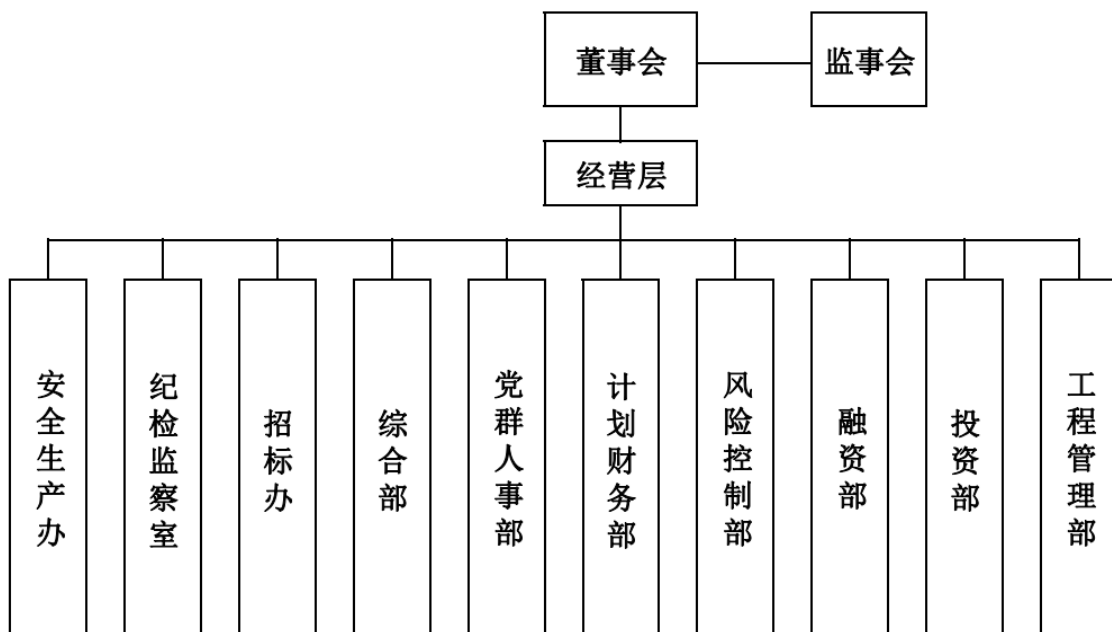 董事会
监事会
经营层
安全生产办
纪检监察室
招标办
综合部
党群人事部
计划财务部
风险控制部
融资部
投资部
工程管理部